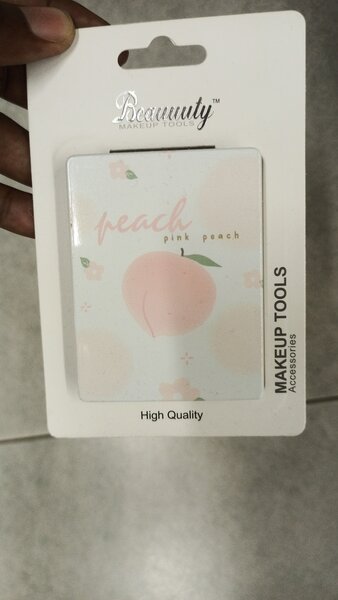 Beauuuty™
MAKEUP TOOLS
peach
pink peach
MAKEUP TOOLS
Accessories
High Quality